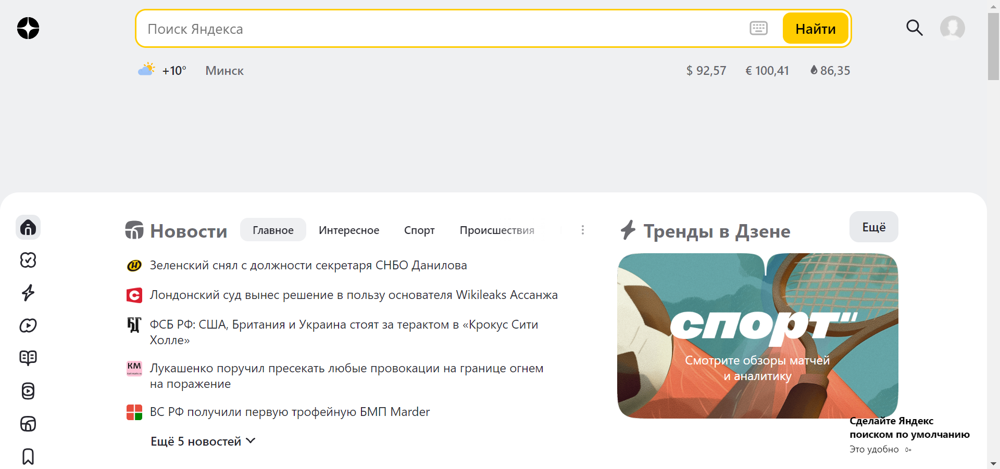 Поиск Яндекса
Найти
+10°
Минск
$ 92,57
€ 100,41
86,35
Новости
Главное
Интересное
Спорт
Происшествия
Зеленский снял с должности секретаря СНБО Данилова
Лондонский суд вынес решение в пользу основателя Wikileaks Ассанжа
БГ
ФСБ РФ: США, Британия и Украина стоят за терактом в «Крокус Сити
Холле»
КМ
Лукашенко поручил пресекать любые провокации на границе огнем
на поражение
ВС РФ получили первую трофейную БМП Marder
Ещё 5 новостей
Тренды в Дзене
Ещё
спорт
Смотрите обзоры матчей
и аналитику
Сделайте Яндекс
поиском по умолчанию
Это удобно 0+